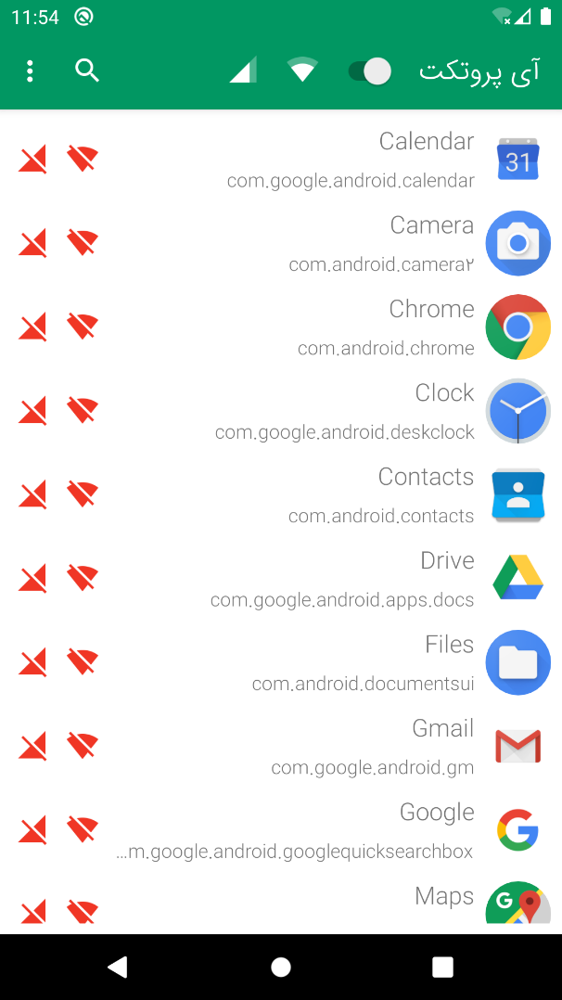 11:54
آی پروتکت
Calendar
com.google.android.calendar
31
Camera
com.android.camera۲
Chrome
com.android.chrome
Clock
com.google.android.deskclock
Contacts
com.android.contacts
Drive
com.google.android.apps.docs
Files
com.android.documentsui
Gmail
com.google.android.gm
Google
...m.google.android.googlequicksearchbox
G
Maps
G